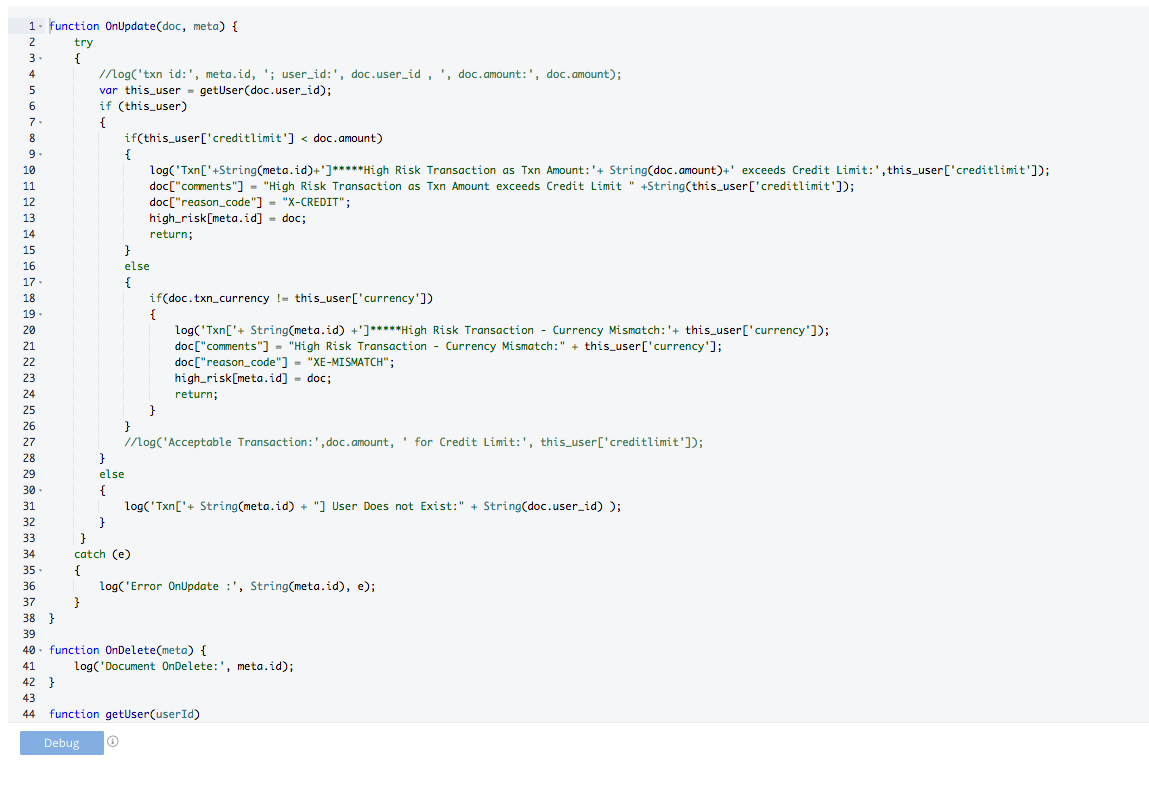 1 function OnUpdate(doc, meta) {
2     try
3     {
4         //log('txn id:', meta.id, '; user_id:', doc.user_id , ', doc.amount:', doc.amount);
5         var this_user = getUser(doc.user_id);
6         if (this_user)
7         {
8             if(this_user['creditlimit'] < doc.amount)
9             {
10                 log('Txn['+String(meta.id)+']*****High Risk Transaction as Txn Amount:'+ String(doc.amount)+' exceeds Credit Limit:',this_user['creditlimit']);
11                 doc["comments"] = "High Risk Transaction as Txn Amount exceeds Credit Limit " +String(this_user['creditlimit']);
12                 doc["reason_code"] = "X-CREDIT";
13                 high_risk[meta.id] = doc;
14                 return;
15             }
16             else
17             {
18                 if(doc.txn_currency != this_user['currency'])
19                 {
20                     log('Txn['+ String(meta.id) +']*****High Risk Transaction - Currency Mismatch:'+ this_user['currency']);
21                     doc["comments"] = "High Risk Transaction - Currency Mismatch:" + this_user['currency'];
22                     doc["reason_code"] = "XE-MISMATCH";
23                     high_risk[meta.id] = doc;
24                     return;
25                 }
26             }
27             //log('Acceptable Transaction:',doc.amount, ' for Credit Limit:', this_user['creditlimit']);
28         }
29         else
30         {
31             log('Txn['+ String(meta.id) + "] User Does not Exist:" + String(doc.user_id) );
32         }
33      }
34     catch (e)
35     {
36         log('Error OnUpdate :', String(meta.id), e);
37     }
38 }
39
40 function OnDelete(meta) {
41     log('Document OnDelete:', meta.id);
42 }
43
44 function getUser(userId)
Debug